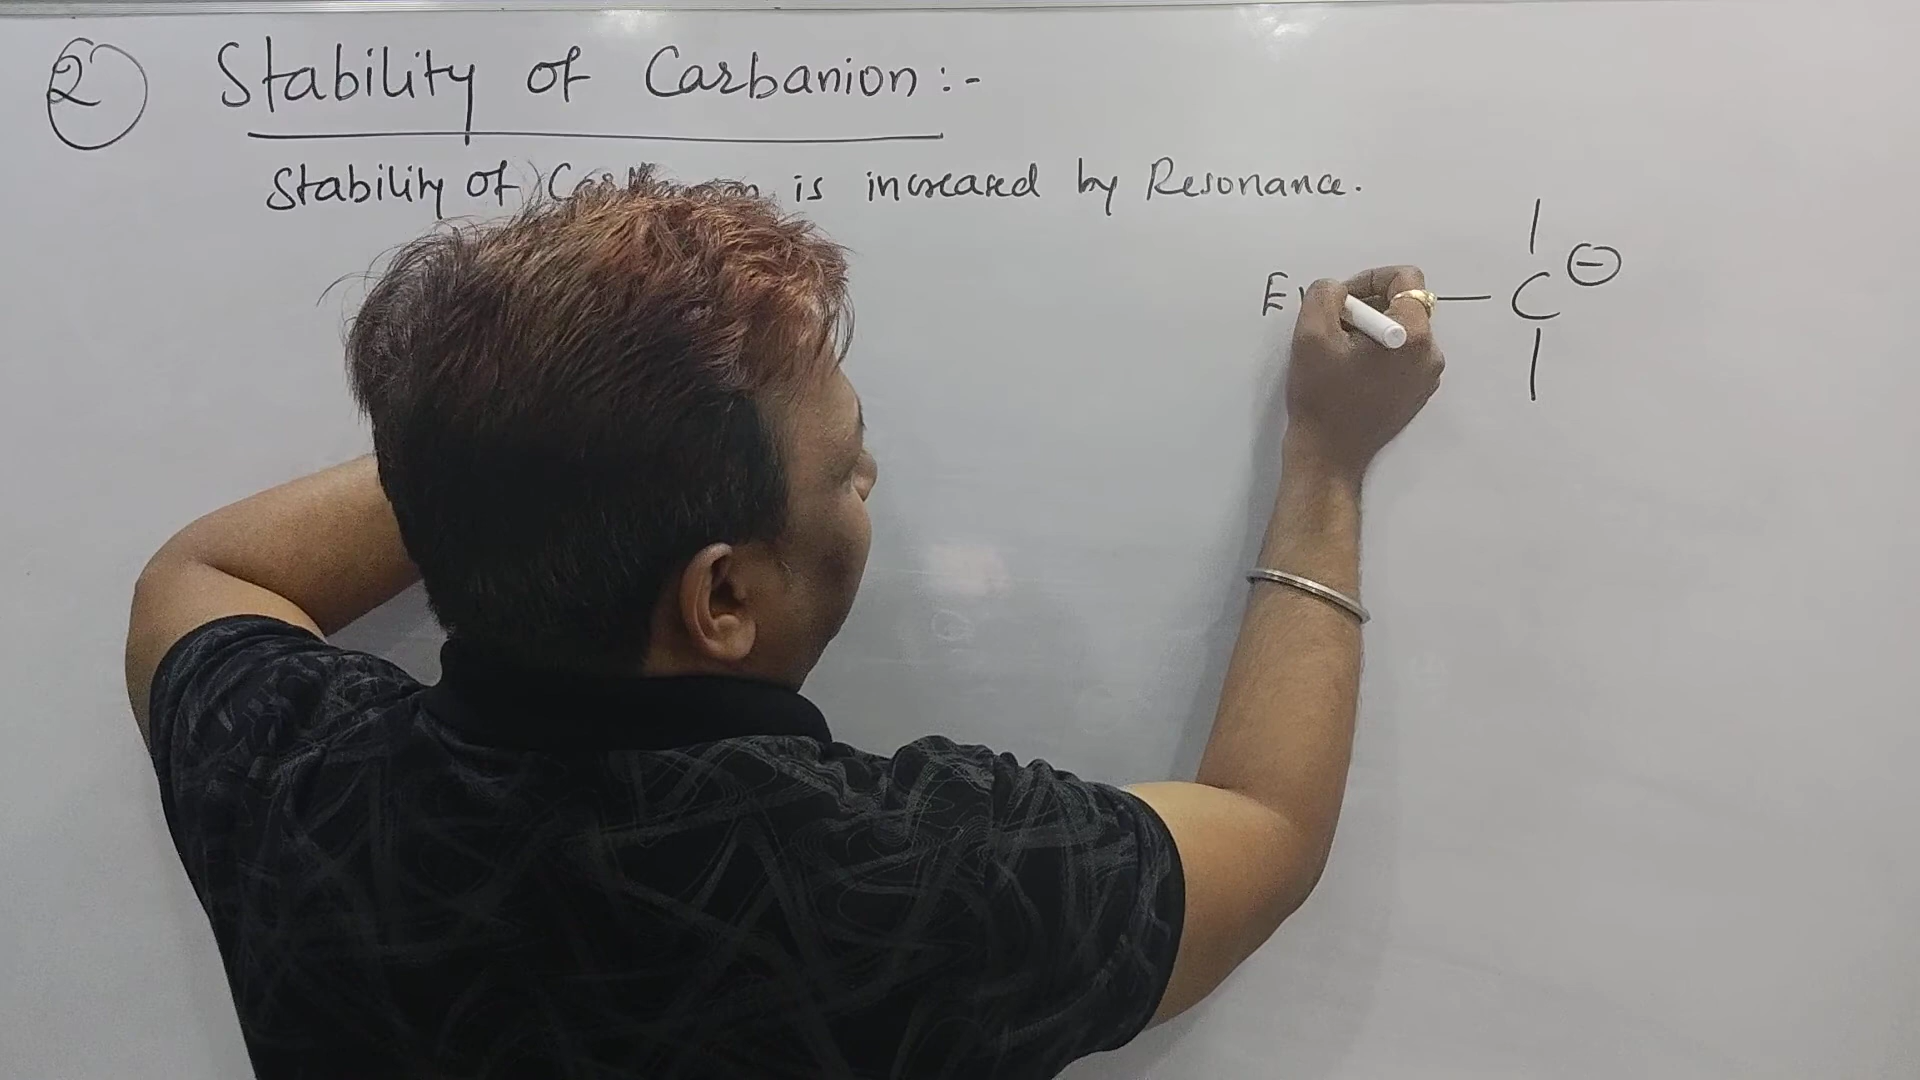 2 Stability of Carbanion :-
Stability of is increased by Resonance.
C ⊖